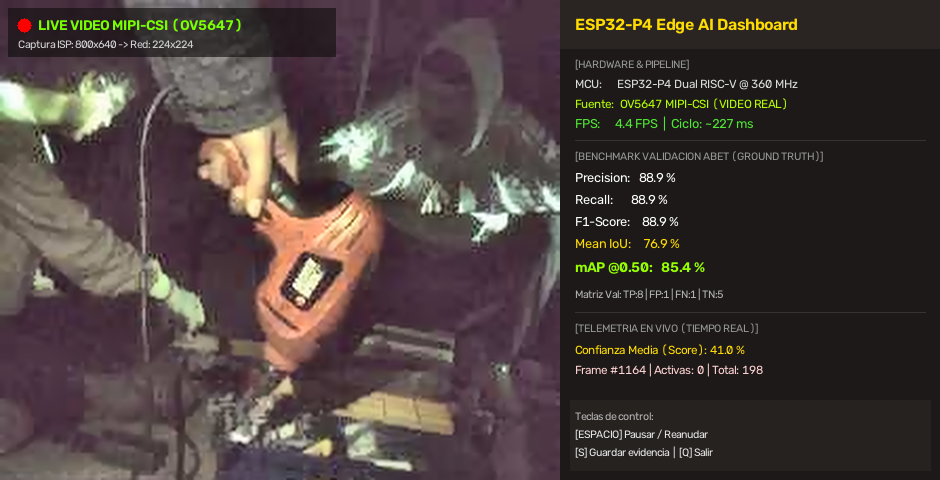 LIVE VIDEO MIPI-CSI (OV5647)
Captura ISP: 800x640 -> Red: 224x224
ESP32-P4 Edge AI Dashboard
[HARDWARE & PIPELINE]
MCU: ESP32-P4 Dual RISC-V @ 360 MHz
Fuente: OV5647 MIPI-CSI (VIDEO REAL)
FPS: 4.4 FPS | Ciclo: ~227 ms
[BENCHMARK VALIDACION ABET (GROUND TRUTH)]
Precision: 88.9 %
Recall: 88.9 %
F1-Score: 88.9 %
Mean IoU: 76.9 %
mAP @0.50: 85.4 %
Matriz Val: TP:8 | FP:1 | FN:1 | TN:5
[TELEMETRIA EN VIVO (TIEMPO REAL)]
Confianza Media (Score): 41.0 %
Frame #1164 | Activas: 0 | Total: 198
Teclas de control:
[ESPACIO] Pausar / Reanudar
[S] Guardar evidencia | [Q] Salir